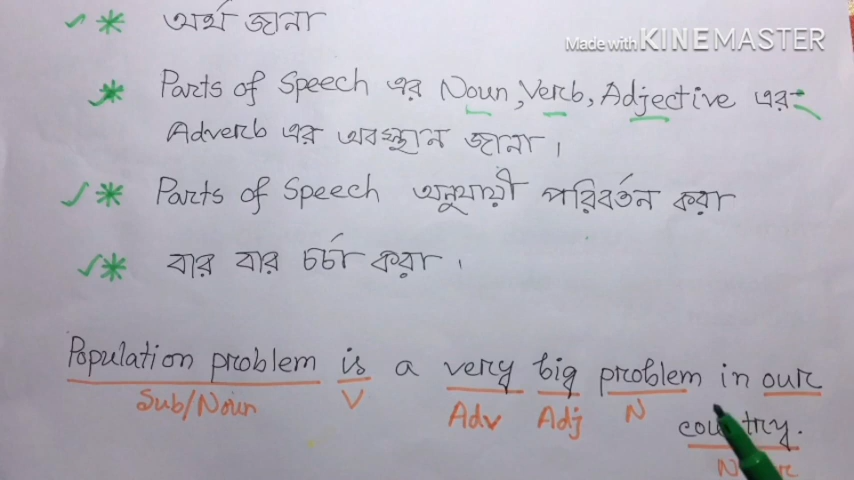 অর্থ জানা
Made with KINEMASTER
Parts of Speech এর Noun, Verb, Adjective এর
Adverb এর অবস্থান জানা।
Parts of Speech অনুযায়ী পরিবর্তন করা
বার বার চর্চা করা।
Population problem is a very big problem in our
Sub/Noun V Adv Adj N
country.